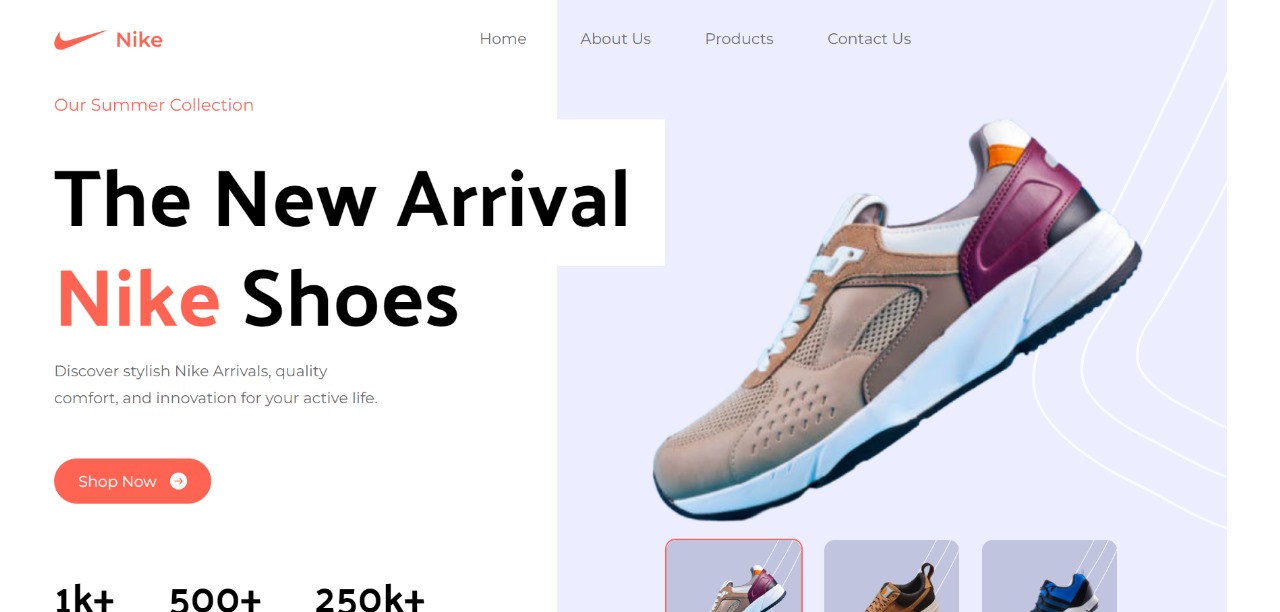 Nike
Home About Us Products Contact Us
Our Summer Collection
The New Arrival
Nike Shoes
Discover stylish Nike Arrivals, quality
comfort, and innovation for your active life.
Shop Now
1k+ 500+ 250k+